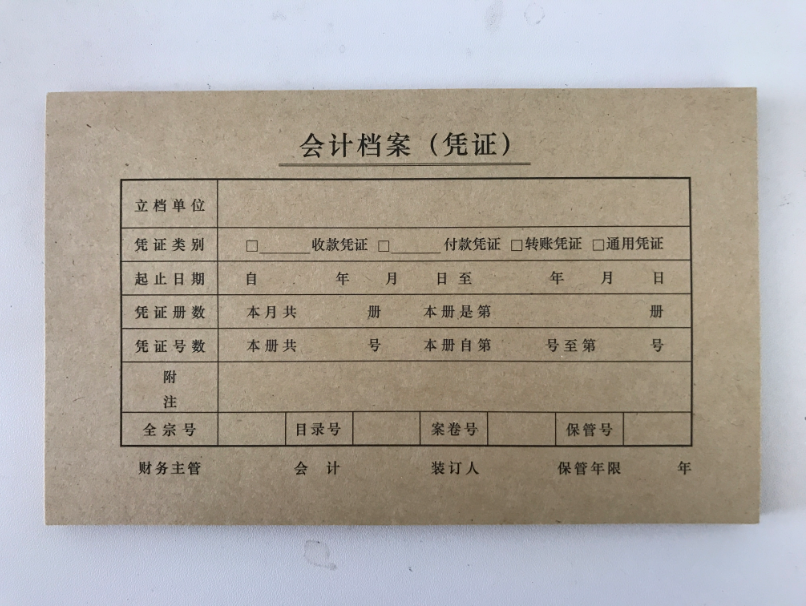 会计档案（凭证）
立档单位
凭证类别 □______收款凭证 □______付款凭证 □转账凭证 □通用凭证
起止日期 自 年 月 日 至 年 月 日
凭证册数 本月共 册 本册是第 册
凭证号数 本册共 号 本册自第 号至第 号
附
注
全宗号 目录号 案卷号 保管号
财务主管 会 计 装订人 保管年限 年